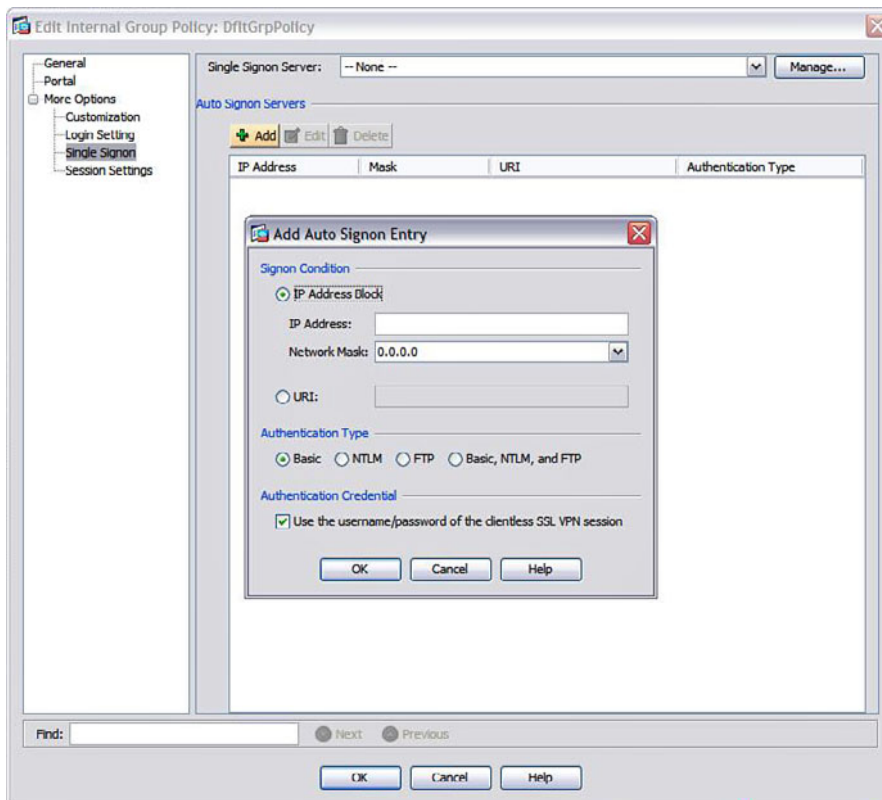 Edit Internal Group Policy: DfltGrpPolicy
General
Portal
More Options
Customization
Login Setting
Single Signon
Session Settings
Single Signon Server: -- None -- Manage...
Auto Signon Servers
Add Edit Delete
IP Address Mask URI Authentication Type
Add Auto Signon Entry
Signon Condition
IP Address Block
IP Address:
Network Mask: 0.0.0.0
URI:
Authentication Type
Basic NTLM FTP Basic, NTLM, and FTP
Authentication Credential
Use the username/password of the clientless SSL VPN session
OK Cancel Help
Find: Next Previous
OK Cancel Help